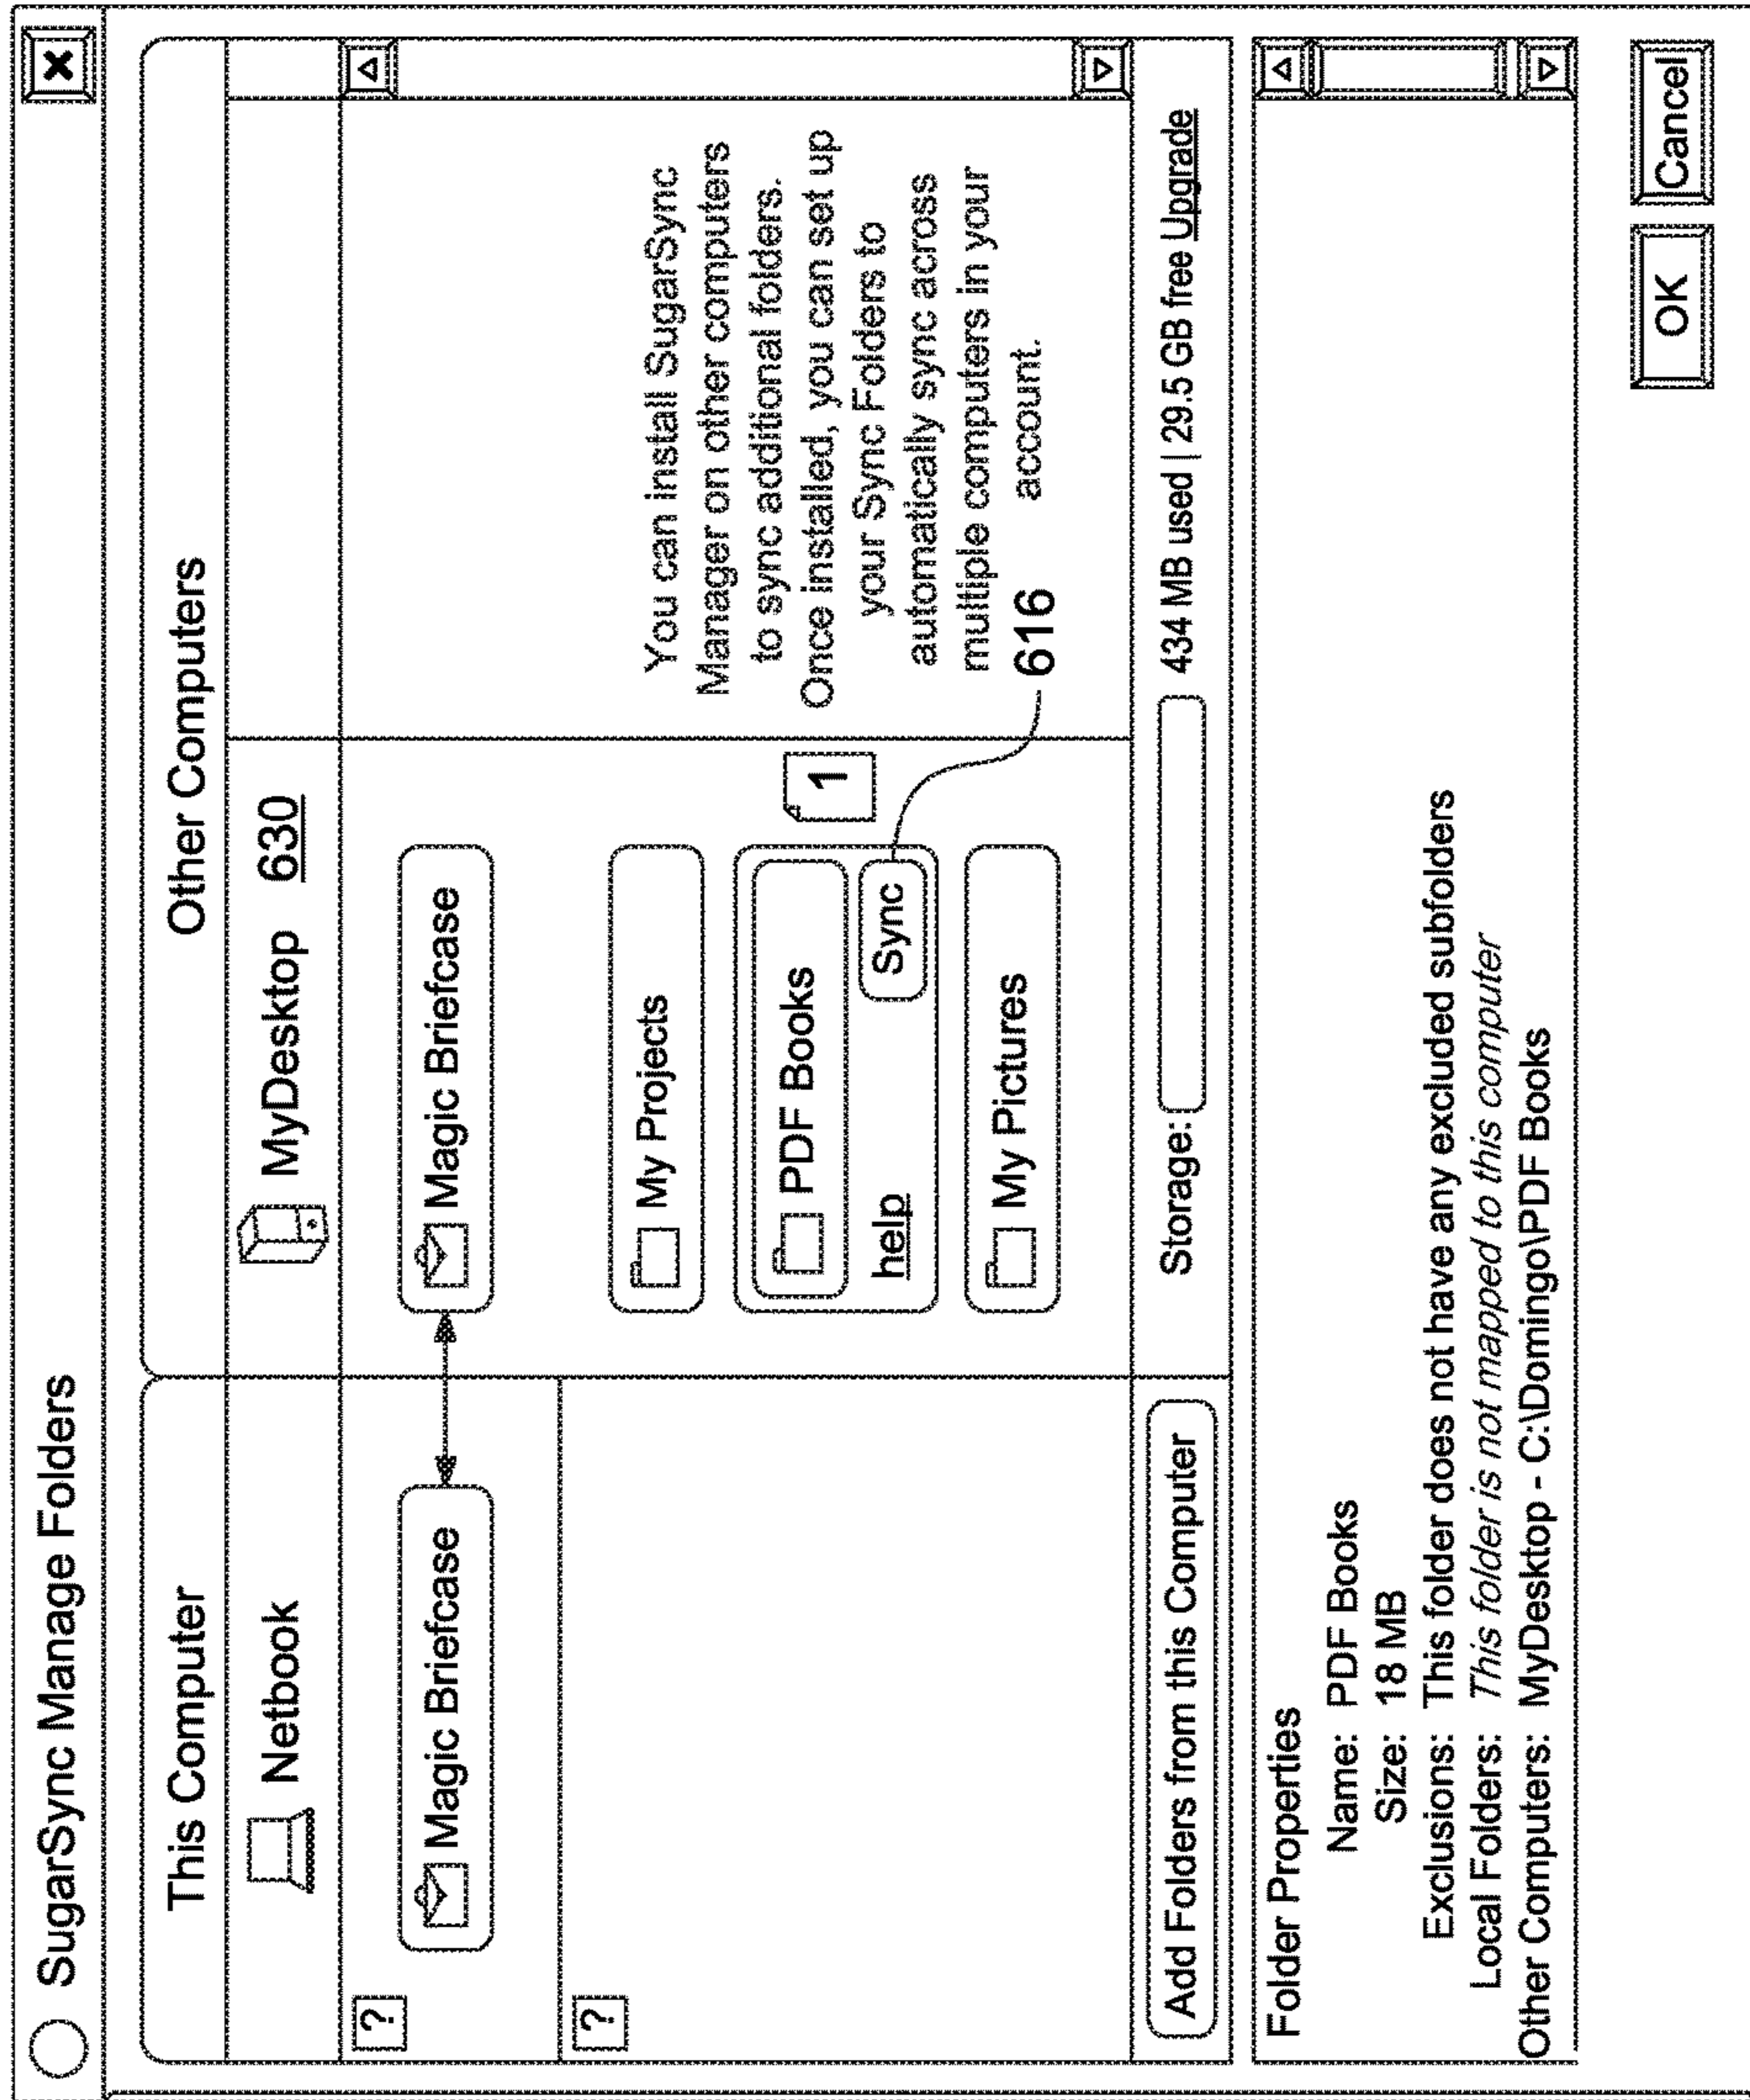 SugarSync Manage Folders
This Computer
Other Computers
Netbook
MyDesktop 630
?
Magic Briefcase
Magic Briefcase
?
My Projects
PDF Books
help
Sync
1
My Pictures
You can install SugarSync
Manager on other computers
to sync additional folders.
Once installed, you can set up
your Sync Folders to
automatically sync across
multiple computers in your
account.
616
Add Folders from this Computer
Storage:
434 MB used | 29.5 GB free Upgrade
Folder Properties
Name: PDF Books
Size: 18 MB
Exclusions: This folder does not have any excluded subfolders
Local Folders: This folder is not mapped to this computer
Other Computers: MyDesktop - C:\Domingo\PDF Books
OK
Cancel